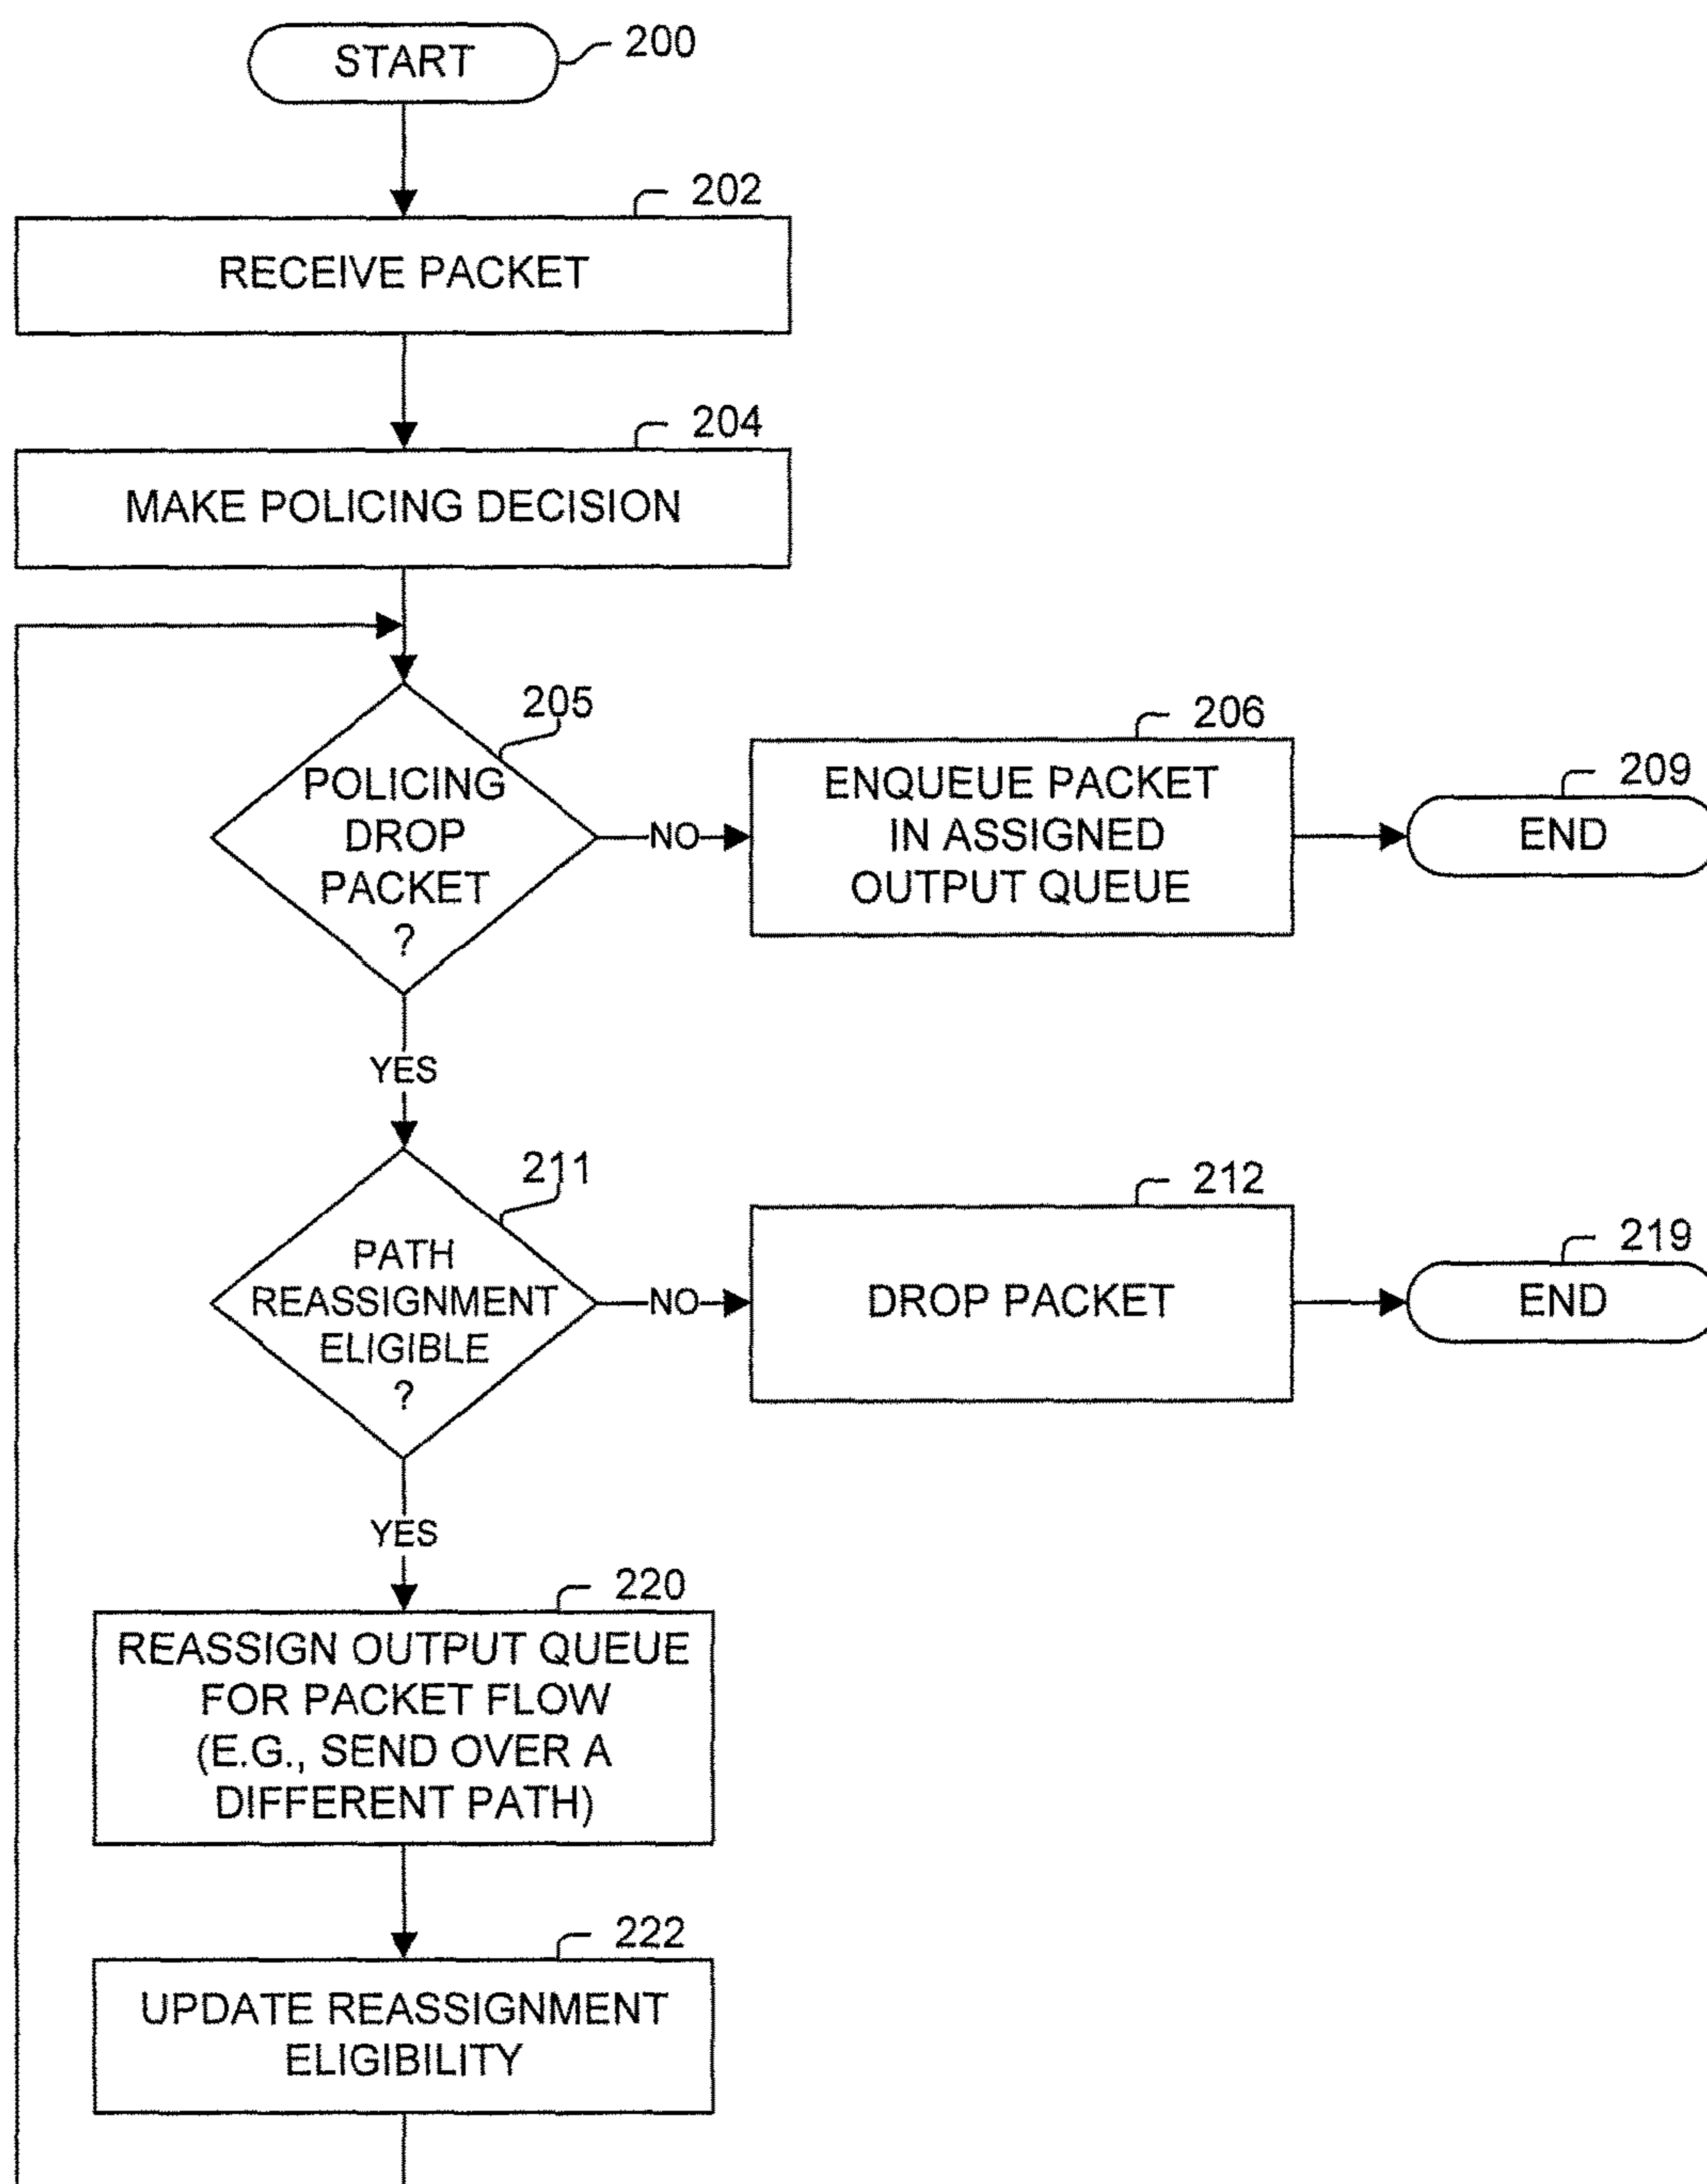 START
200
202
RECEIVE PACKET
204
MAKE POLICING DECISION
205
POLICING
DROP
PACKET
?
NO
206
ENQUEUE PACKET
IN ASSIGNED
OUTPUT QUEUE
209
END
YES
211
PATH
REASSIGNMENT
ELIGIBLE
?
NO
212
DROP PACKET
219
END
YES
220
REASSIGN OUTPUT QUEUE
FOR PACKET FLOW
(E.G., SEND OVER A
DIFFERENT PATH)
222
UPDATE REASSIGNMENT
ELIGIBILITY